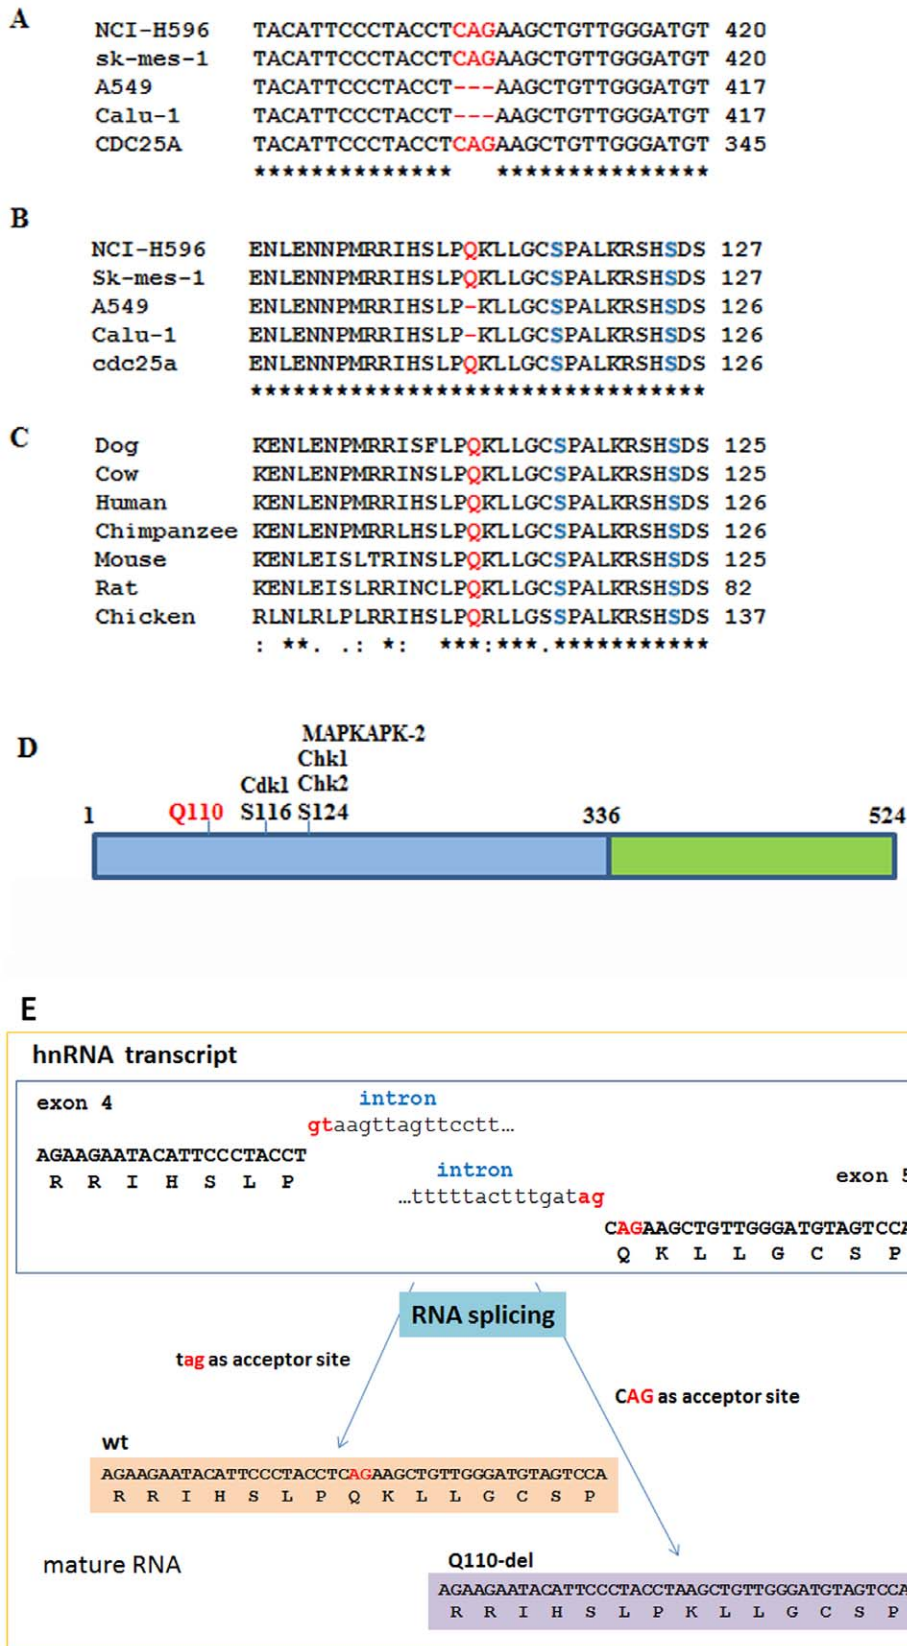 A
NCI-H596 TACATTCCCTACCTCAGAAGCTGTTGGGATGT 420
sk-mes-1 TACATTCCCTACCTCAGAAGCTGTTGGGATGT 420
A549 TACATTCCCTACCT---AAGCTGTTGGGATGT 417
Calu-1 TACATTCCCTACCT---AAGCTGTTGGGATGT 417
CDC25A TACATTCCCTACCTCAGAAGCTGTTGGGATGT 345
************** ***************
B
NCI-H596 ENLENNPMRRIHSLPQKLLGCSPALKRSHSDS 127
Sk-mes-1 ENLENNPMRRIHSLPQKLLGCSPALKRSHSDS 127
A549 ENLENNPMRRIHSLP-KLLGCSPALKRSHSDS 126
Calu-1 ENLENNPMRRIHSLP-KLLGCSPALKRSHSDS 126
cdc25a ENLENNPMRRIHSLPQKLLGCSPALKRSHSDS 126
********************************
C
Dog KENLENPMRRISFLPQKLLGCSPALKRSHSDS 125
Cow KENLENPMRRINSLPQKLLGCSPALKRSHSDS 125
Human KENLENPMRRIHSLPQKLLGCSPALKRSHSDS 126
Chimpanzee KENLENPMRRLHSLPQKLLGCSPALKRSHSDS 126
Mouse KENLEISLTRINSLPQKLLGCSPALKRSHSDS 125
Rat KENLEISLRRINCLPQKLLGCSPALKRSHSDS 82
Chicken RLNLRLPLRRIHSLPQRLLGSSPALKRSHSDS 137
: **. .: *: ***:***.***********
D
MAPKAPK-2
Chk1
Cdk1 Chk2
1 Q110 S116 S124 336 524
E
hnRNA transcript
exon 4 intron
gtaagttagttcctt...
AGAAGAATACATTCCCTACCT
R R I H S L P
intron exon 5
...tttttactttgatag
CAGAAGCTGTTGGGATGTAGTCCA
Q K L L G C S P
RNA splicing
tag as acceptor site
CAG as acceptor site
wt
AGAAGAATACATTCCCTACCTCAGAAGCTGTTGGGATGTAGTCCA
R R I H S L P Q K L L G C S P
mature RNA
Q110-del
AGAAGAATACATTCCCTACCTAAGCTGTTGGGATGTAGTCCA
R R I H S L P K L L G C S P